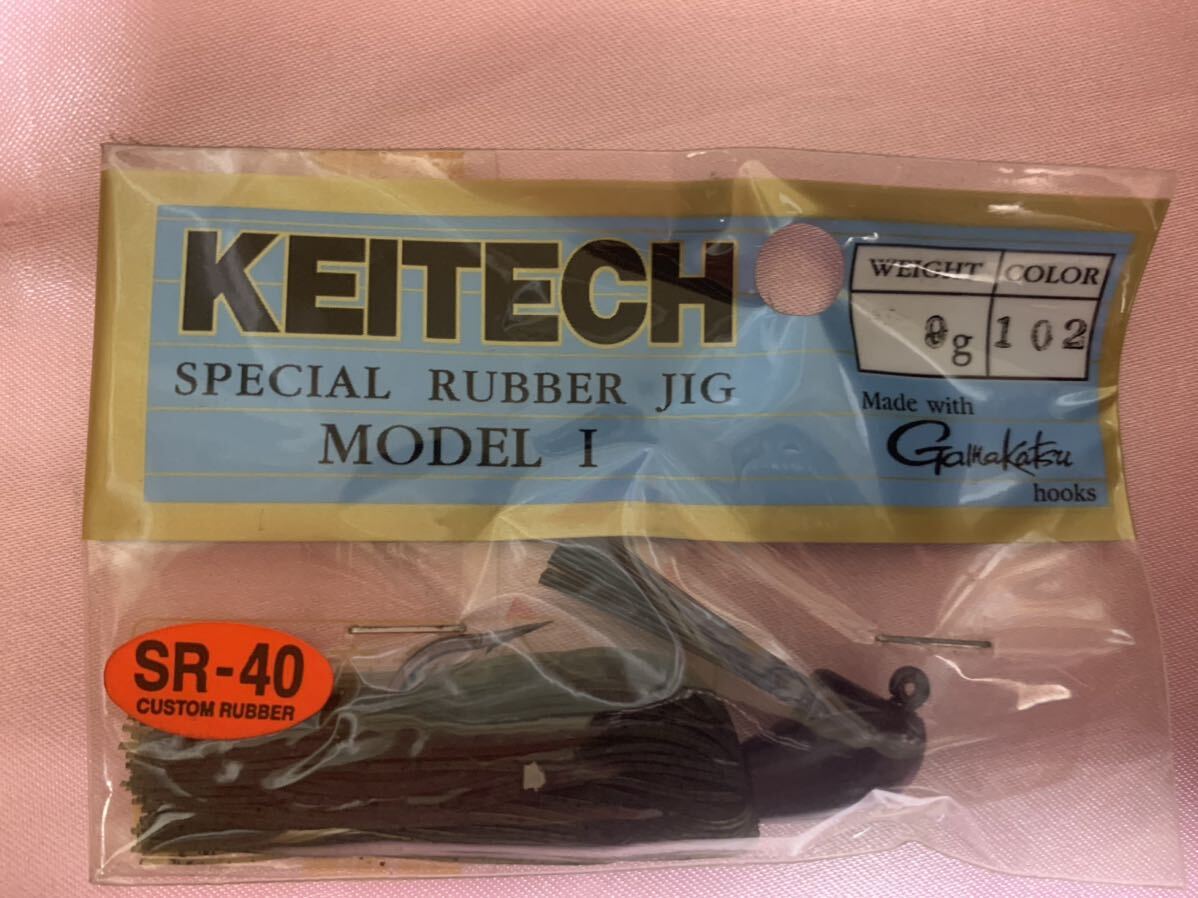 KEITECH
SPECIAL RUBBER JIG
MODEL I
WEIGHT COLOR
g 102
Made with
Gamakatsu
hooks
SR-40
CUSTOM RUBBER